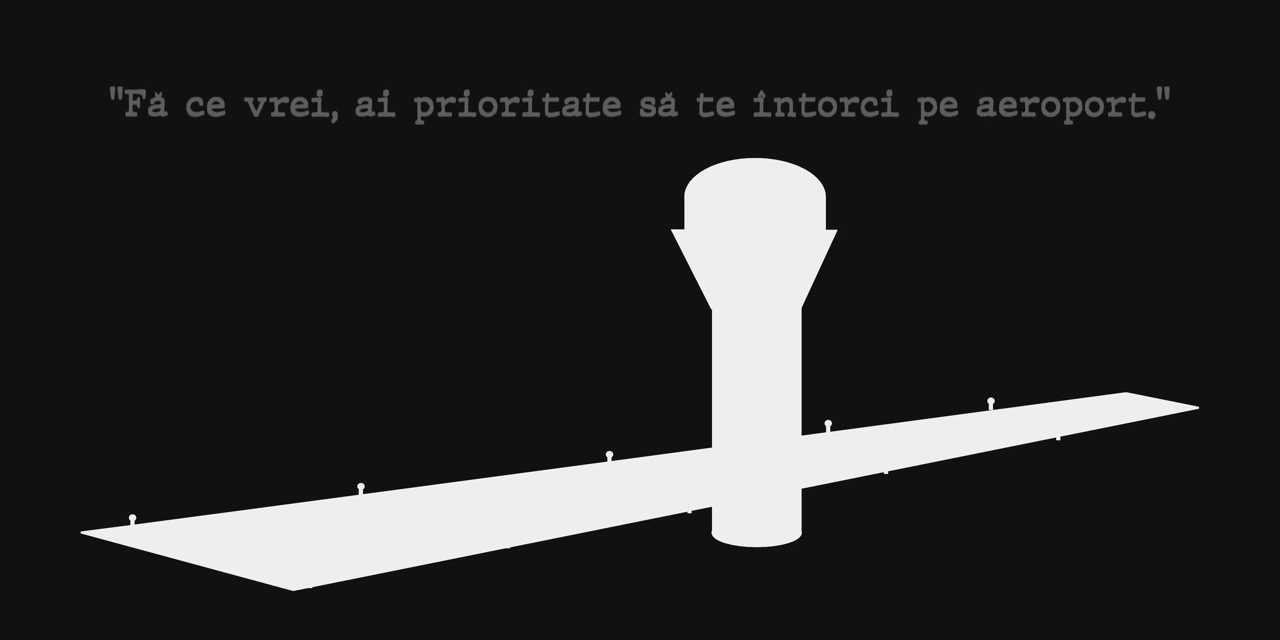 "Fă ce vrei, ai prioritate să te întorci pe aeroport."